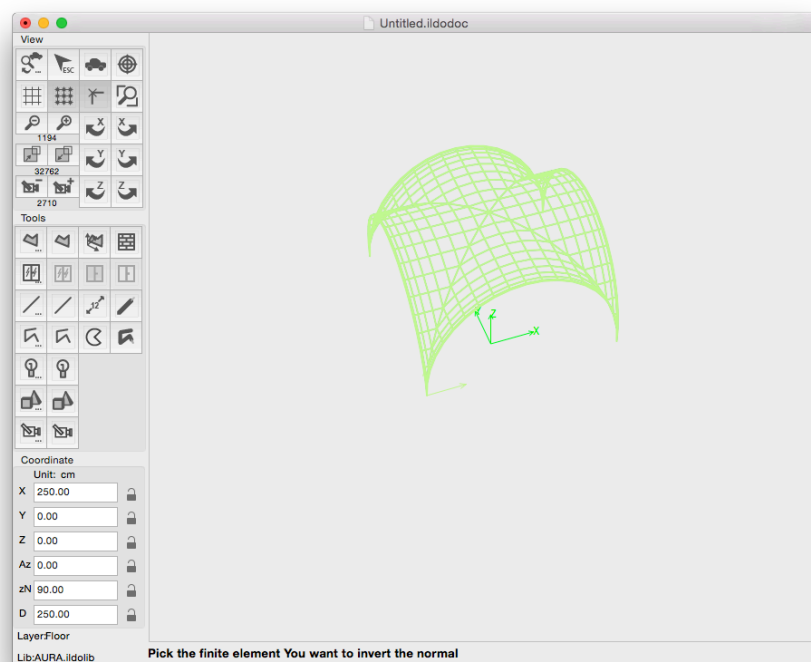 Untitled.ildodoc
View
ESC
1194
X X
32762
Y Y
2710
Z Z
Tools
12
Coordinate
Unit: cm
X 250.00
Y 0.00
Z 0.00
Az 0.00
zN 90.00
D 250.00
Layer:Floor
Lib:AURA.ildolib
Y Z
X
Pick the finite element You want to invert the normal